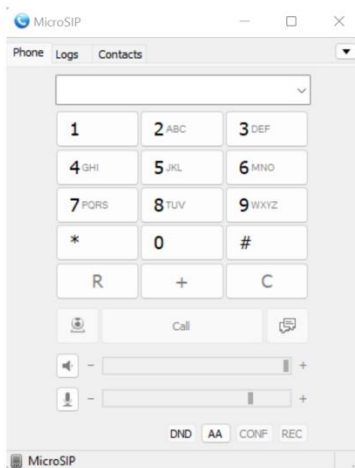 MicroSIP
Phone Logs Contacts
1 2 ABC 3 DEF
4 GHI 5 JKL 6 MNO
7 PQRS 8 TUV 9 WXYZ
* 0 #
R + C
Call
- +
- +
DND AA CONF REC
MicroSIP